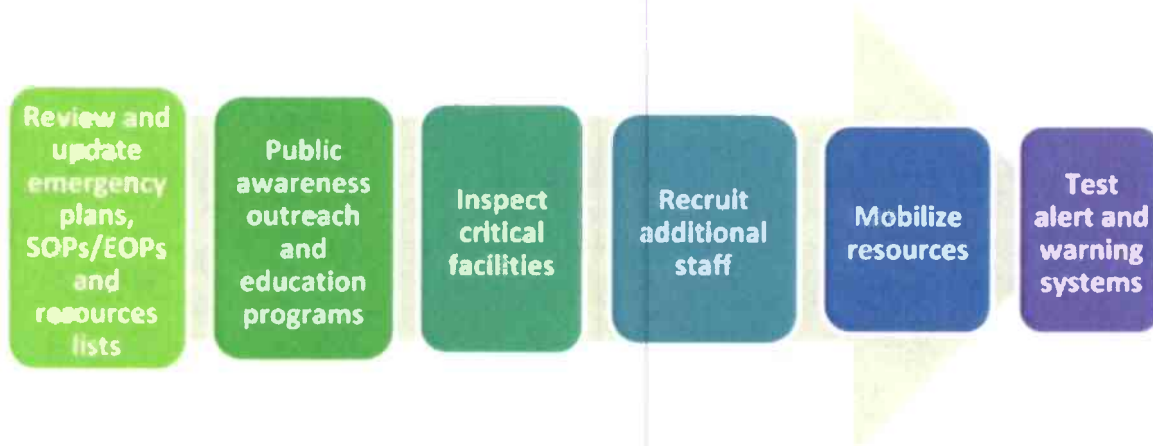 Review and
update
emergency
plans,
SOPs/EOPs
and
resources
lists
Public
awareness
outreach
and
education
programs
Inspect
critical
facilities
Recruit
additional
staff
Mobilize
resources
Test
alert and
warning
systems